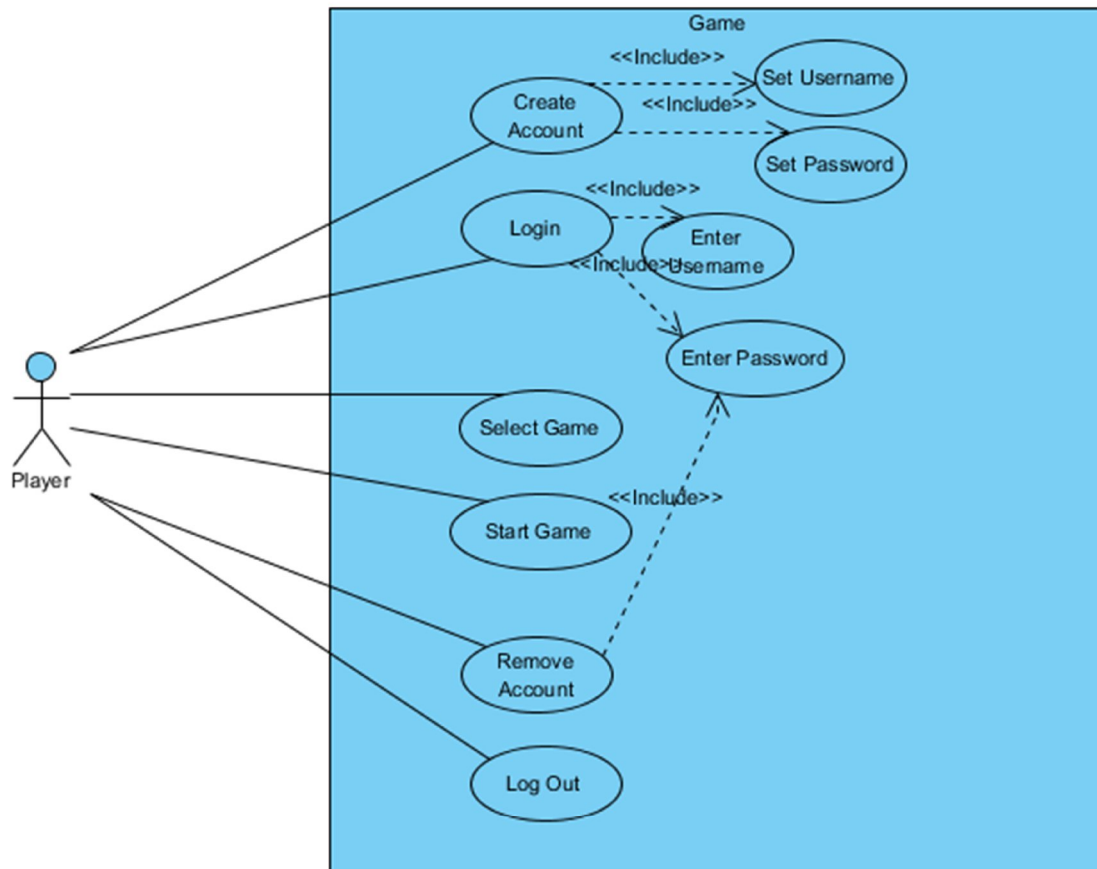 Game
<<Include>>
Set Username
Create
Account
<<Include>>
Set Password
<<Include>>
Login
Enter
Username
<<Include>>
Enter Password
Select Game
Player
<<Include>>
Start Game
Remove
Account
Log Out